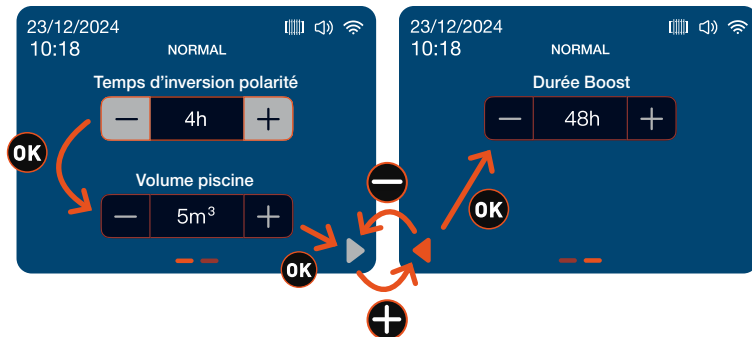 23/12/2024
10:18
NORMAL
Temps d'inversion polarité
— 4h +
OK
Volume piscine
— 5m³ +
OK
—
+
23/12/2024
10:18
NORMAL
Durée Boost
— 48h +
OK